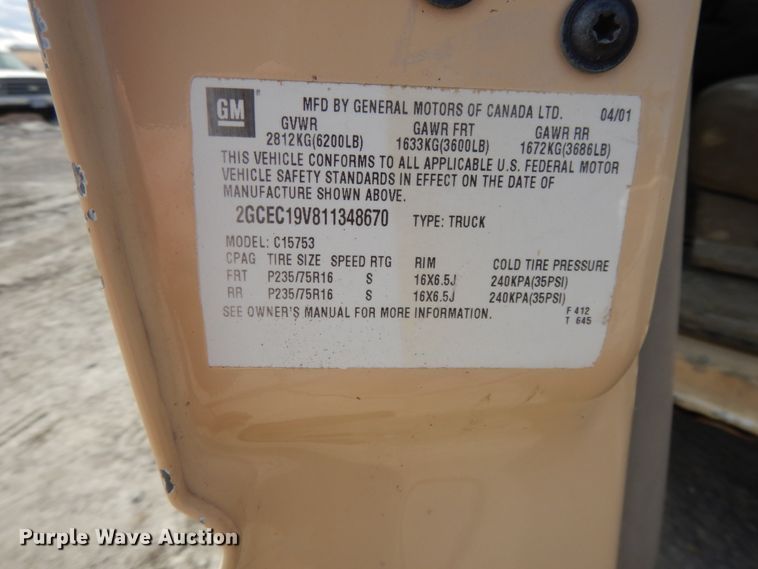 GM
MFD BY GENERAL MOTORS OF CANADA LTD. 04/01
GVWR GAWR FRT GAWR RR
2812KG(6200LB) 1633KG(3600LB) 1672KG(3686LB)
THIS VEHICLE CONFORMS TO ALL APPLICABLE U.S. FEDERAL MOTOR
VEHICLE SAFETY STANDARDS IN EFFECT ON THE DATE OF
MANUFACTURE SHOWN ABOVE.
2GCEC19V811348670 TYPE: TRUCK
MODEL: C15753
CPAG TIRE SIZE SPEED RTG RIM COLD TIRE PRESSURE
FRT P235/75R16 S 16X6.5J 240KPA(35PSI)
RR P235/75R16 S 16X6.5J 240KPA(35PSI)
SEE OWNER'S MANUAL FOR MORE INFORMATION. F 412
T 645
Purple Wave Auction